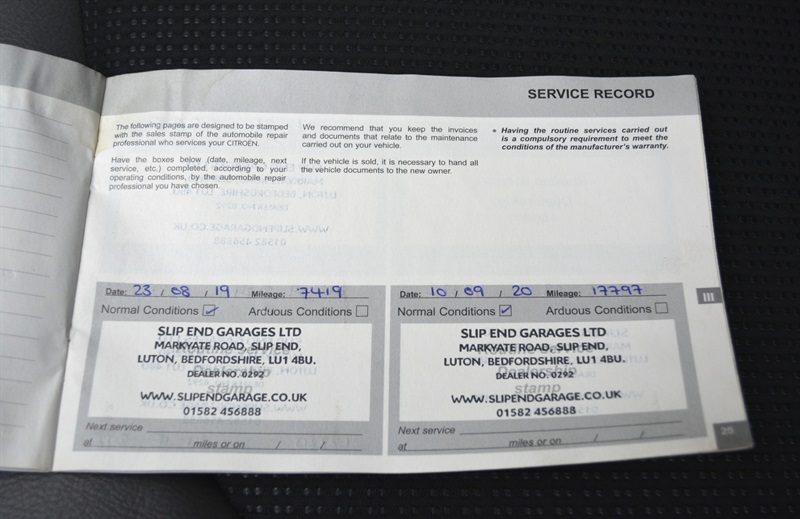 SERVICE RECORD
The following pages are designed to be stamped
with the sales stamp of the automobile repair
professional who services your CITROËN.
Have the boxes below (date, mileage, next
service, etc.) completed, according to your
operating conditions, by the automobile repair
professional you have chosen.
We recommend that you keep the invoices
and documents that relate to the maintenance
carried out on your vehicle.
If the vehicle is sold, it is necessary to hand all
the vehicle documents to the new owner.
• Having the routine services carried out
is a compulsory requirement to meet the
conditions of the manufacturer's warranty.
Date: 23 / 08 / 19 Mileage: 7419
Normal Conditions ☑ Arduous Conditions ☐
SLIP END GARAGES LTD
MARKYATE ROAD, SLIP END,
Routine Service
LUTON, BEDFORDSHIRE, LU1 4BU.
Dealership
DEALER NO. 0292
stamp
WWW.SLIPENDGARAGE.CO.UK
01582 456888
Next service
at miles or on / /
Date: 10 / 09 / 20 Mileage: 17797
Normal Conditions ☑ Arduous Conditions ☐
SLIP END GARAGES LTD
MARKYATE ROAD, SLIP END,
Routine Service
LUTON, BEDFORDSHIRE, LU1 4BU.
Dealership
DEALER NO. 0292
stamp
WWW.SLIPENDGARAGE.CO.UK
01582 456888
Next service
at miles or on / /
III
25